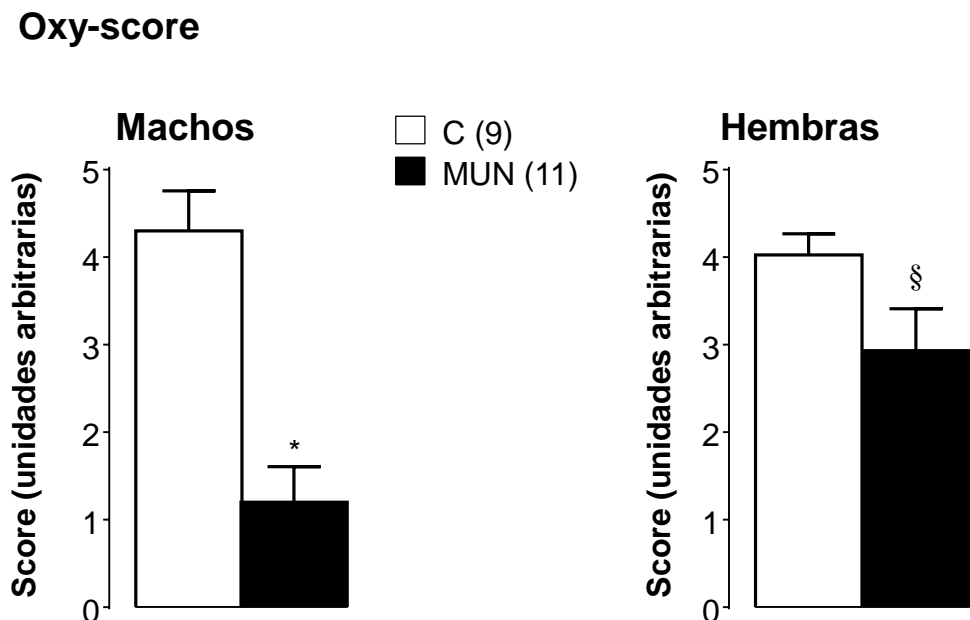 Oxy-score
Machos
C (9)
MUN (11)
Hembras
Score (unidades arbitrarias)
5
4
3
2
1
0
*
Score (unidades arbitrarias)
5
4
3
2
1
0
§